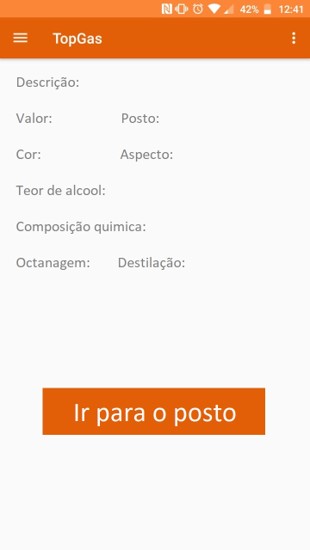 42% 12:41
TopGas
Descrição:
Valor: Posto:
Cor: Aspecto:
Teor de alcool:
Composição quimica:
Octanagem: Destilação:
Ir para o posto